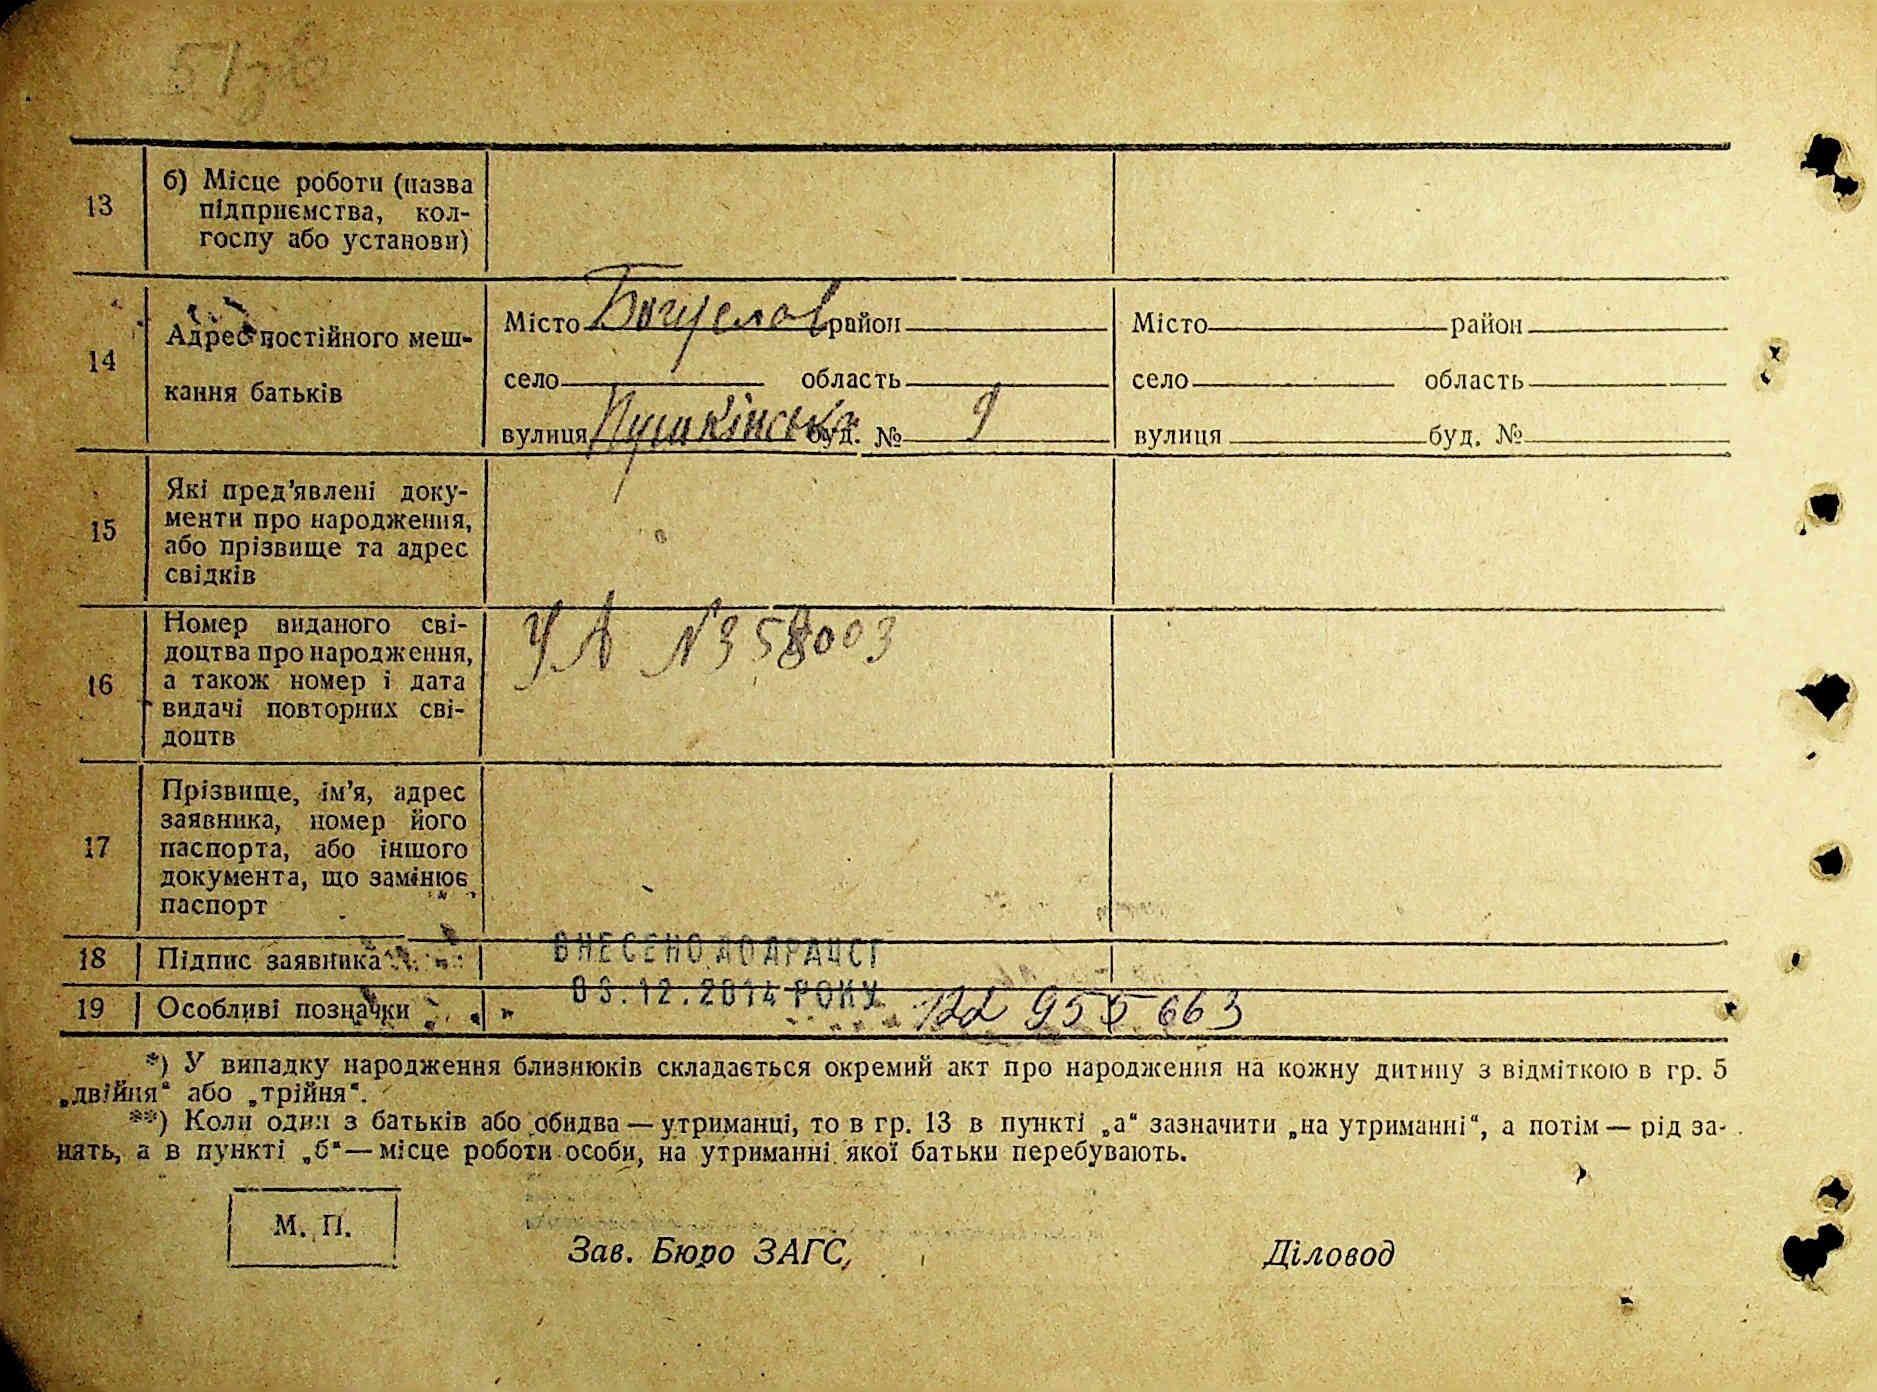 13
б) Місце роботи (назва
підприємства, кол-
госпу або установи)
14
Адрес постійного меш-
кання батьків
Місто Богуслав район
село область
вулиця Пушкінська буд. № 9
Місто район
село область
вулиця буд. №
15
Які пред'явлені доку-
менти про народження,
або прізвище та адрес
свідків
16
Номер виданого сві-
доцтва про народження,
а також номер і дата
видачі повторних сві-
доцтв
УА N 358003
17
Прізвище, ім'я, адрес
заявника, номер його
паспорта, або іншого
документа, що замінює
паспорт
18 Підпис заявника
ВНЕСЕНО ДО ДРАЦСГ
03.12.2014 РОКУ
19 Особливі позначки
955 663
*) У випадку народження близнюків складається окремий акт про народження на кожну дитину з відміткою в гр. 5
„двійня“ або „трійня“.
**) Коли один з батьків або обидва — утриманці, то в гр. 13 в пункті „а“ зазначити „на утриманні“, а потім — рід за-
нять, а в пункті „б“ — місце роботи особи, на утриманні якої батьки перебувають.
М. П.
Зав. Бюро ЗАГС,
Діловод